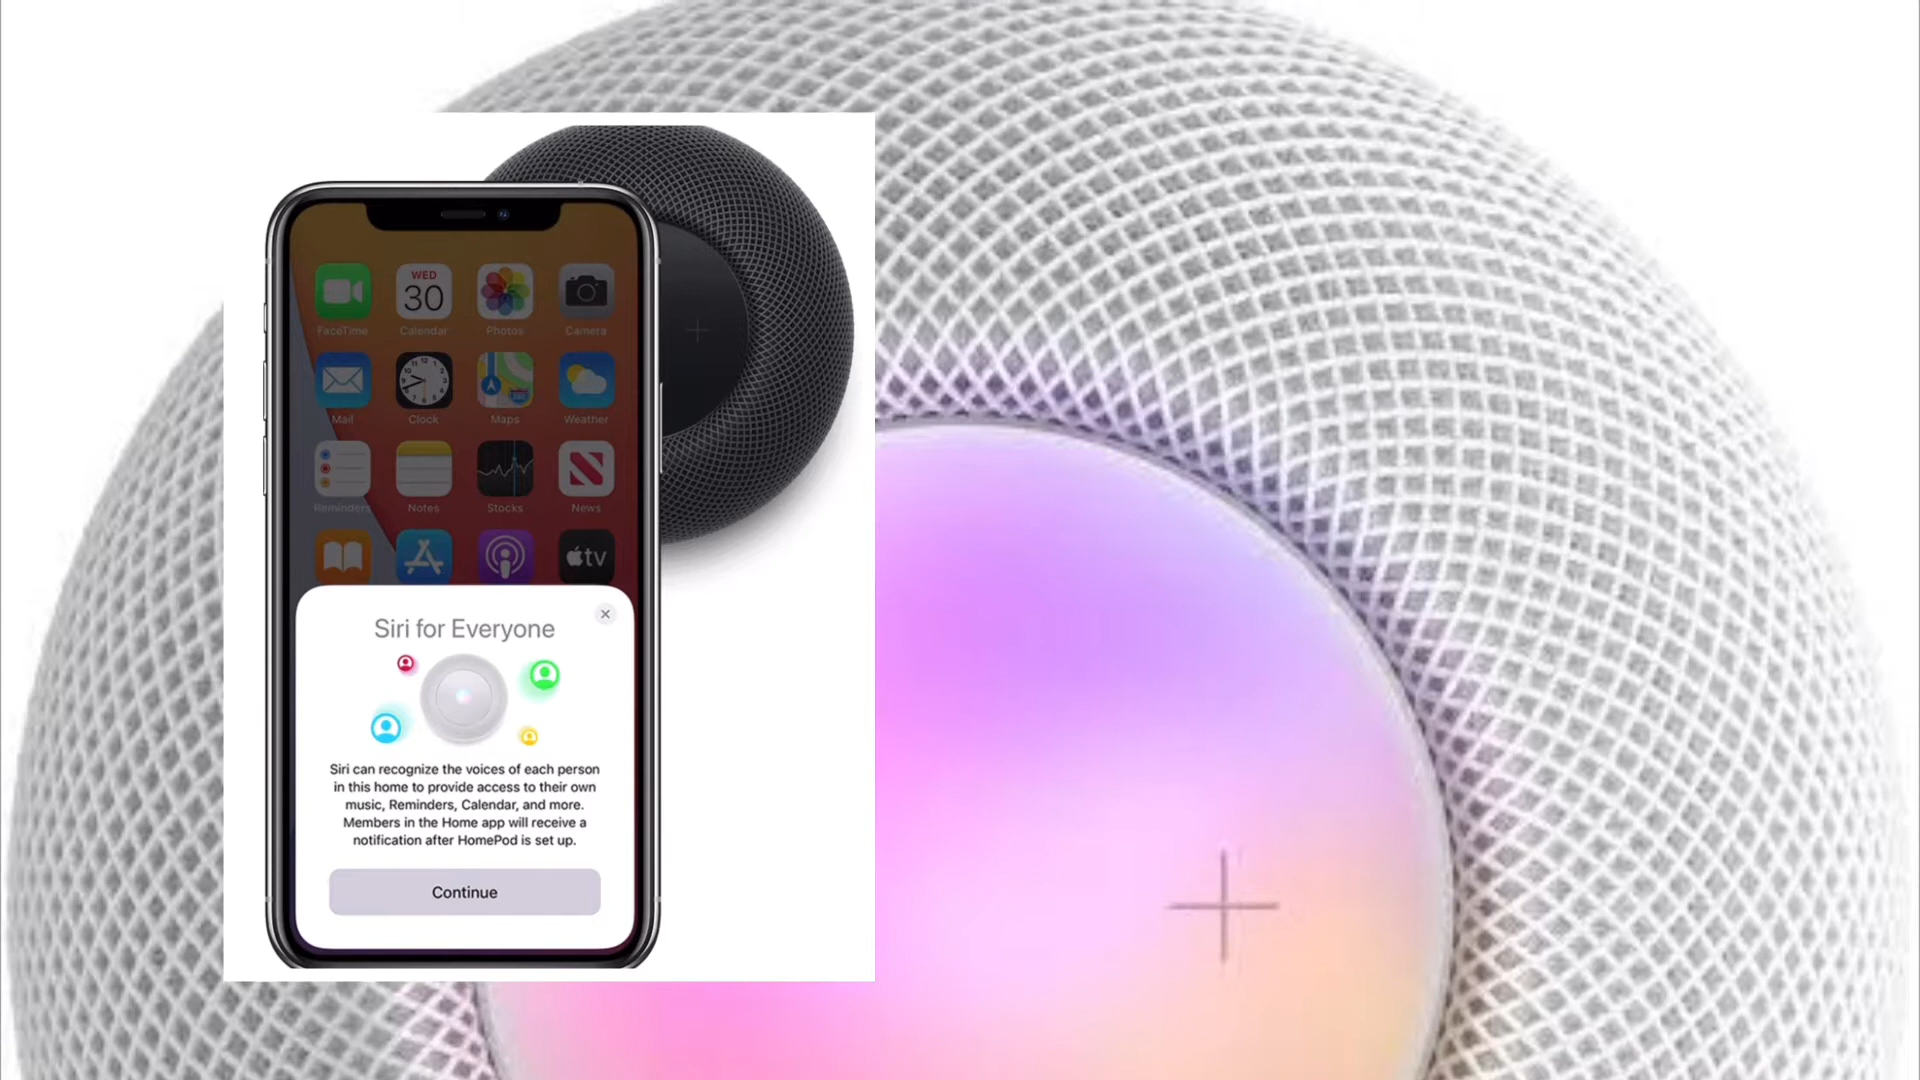 WED
30
FaceTime
Calendar
Photos
Camera
Mail
Clock
Maps
Weather
Reminders
Notes
Stocks
News
tv
Siri for Everyone
Siri can recognize the voices of each person
in this home to provide access to their own
music, Reminders, Calendar, and more.
Members in the Home app will receive a
notification after HomePod is set up.
Continue